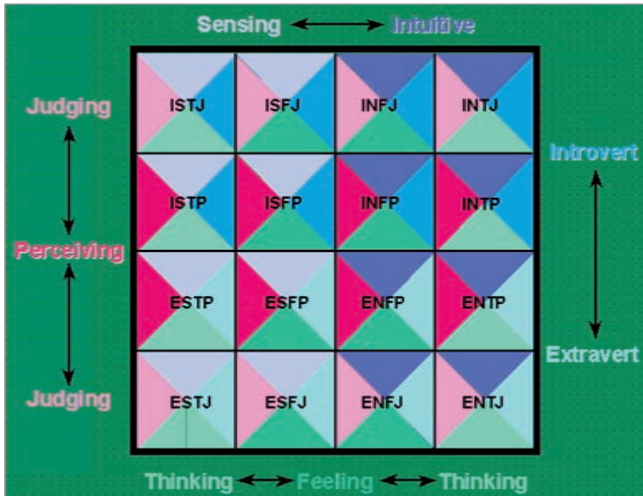 Sensing Intuitive
Judging
ISTJ ISFJ INFJ INTJ
Introvert
ISTP ISFP INFP INTP
Perceiving
ESTP ESFP ENFP ENTP
Extravert
Judging
ESTJ ESFJ ENFJ ENTJ
Thinking Feeling Thinking